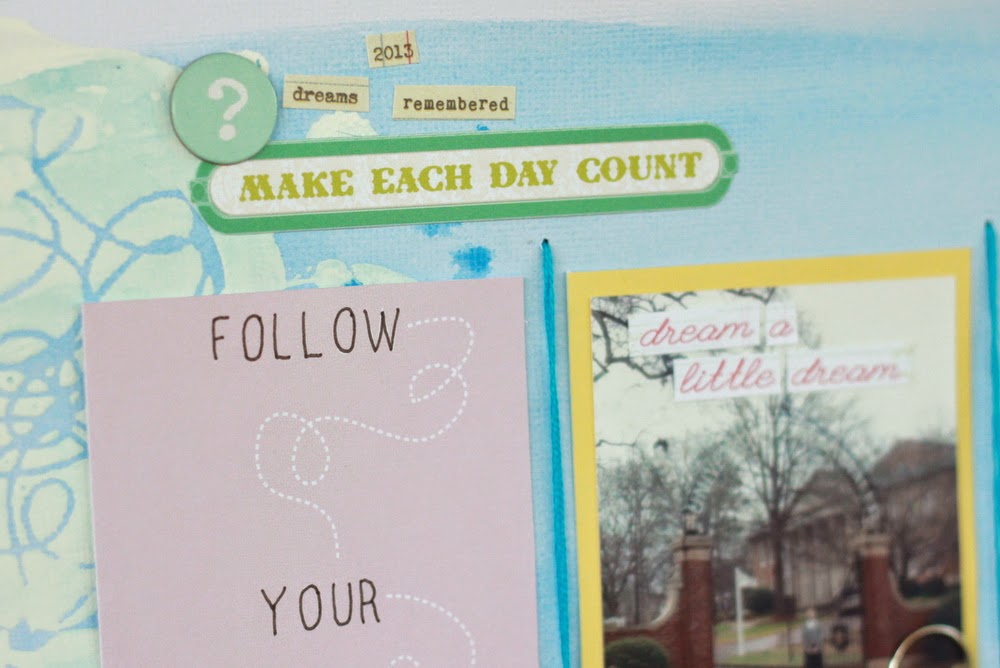 2013
?
dreams remembered
MAKE EACH DAY COUNT
FOLLOW
YOUR
dream a
little dream